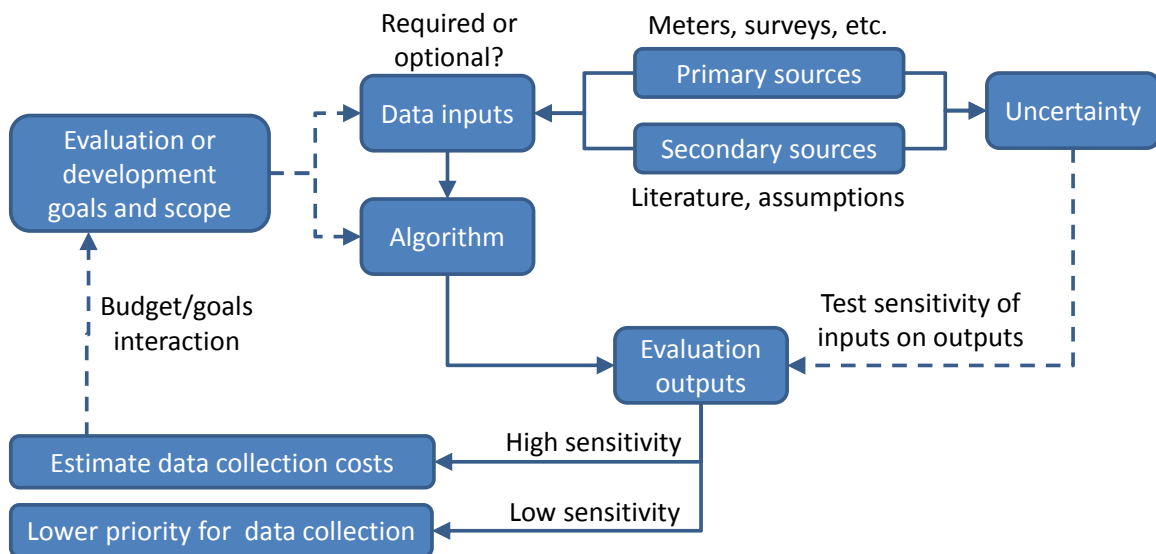 Required or
optional?
Meters, surveys, etc.
Data inputs
Primary sources
Secondary sources
Literature, assumptions
Uncertainty
Evaluation or
development
goals and scope
Algorithm
Budget/goals
interaction
Test sensitivity of
inputs on outputs
Evaluation
outputs
High sensitivity
Estimate data collection costs
Low sensitivity
Lower priority for data collection